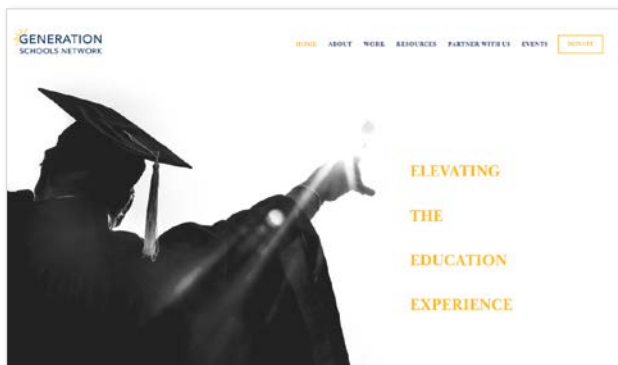 GENERATION
SCHOOLS NETWORK
HOME ABOUT WORK RESOURCES PARTNER WITH US EVENTS DONATE
ELEVATING
THE
EDUCATION
EXPERIENCE